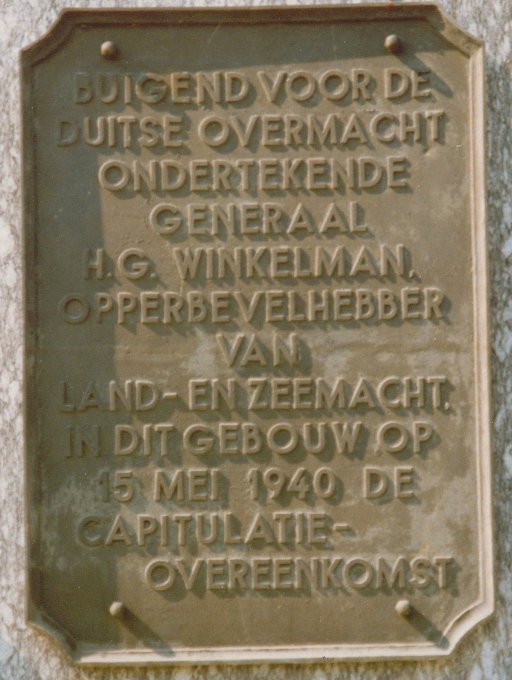 BUIGEND VOOR DE
DUITSE OVERMACHT
ONDERTEKENDE
GENERAAL
H.G. WINKELMAN,
OPPERBEVELHEBBER
VAN
LAND- EN ZEEMACHT,
IN DIT GEBOUW OP
15 MEI 1940 DE
CAPITULATIE-
OVEREENKOMST